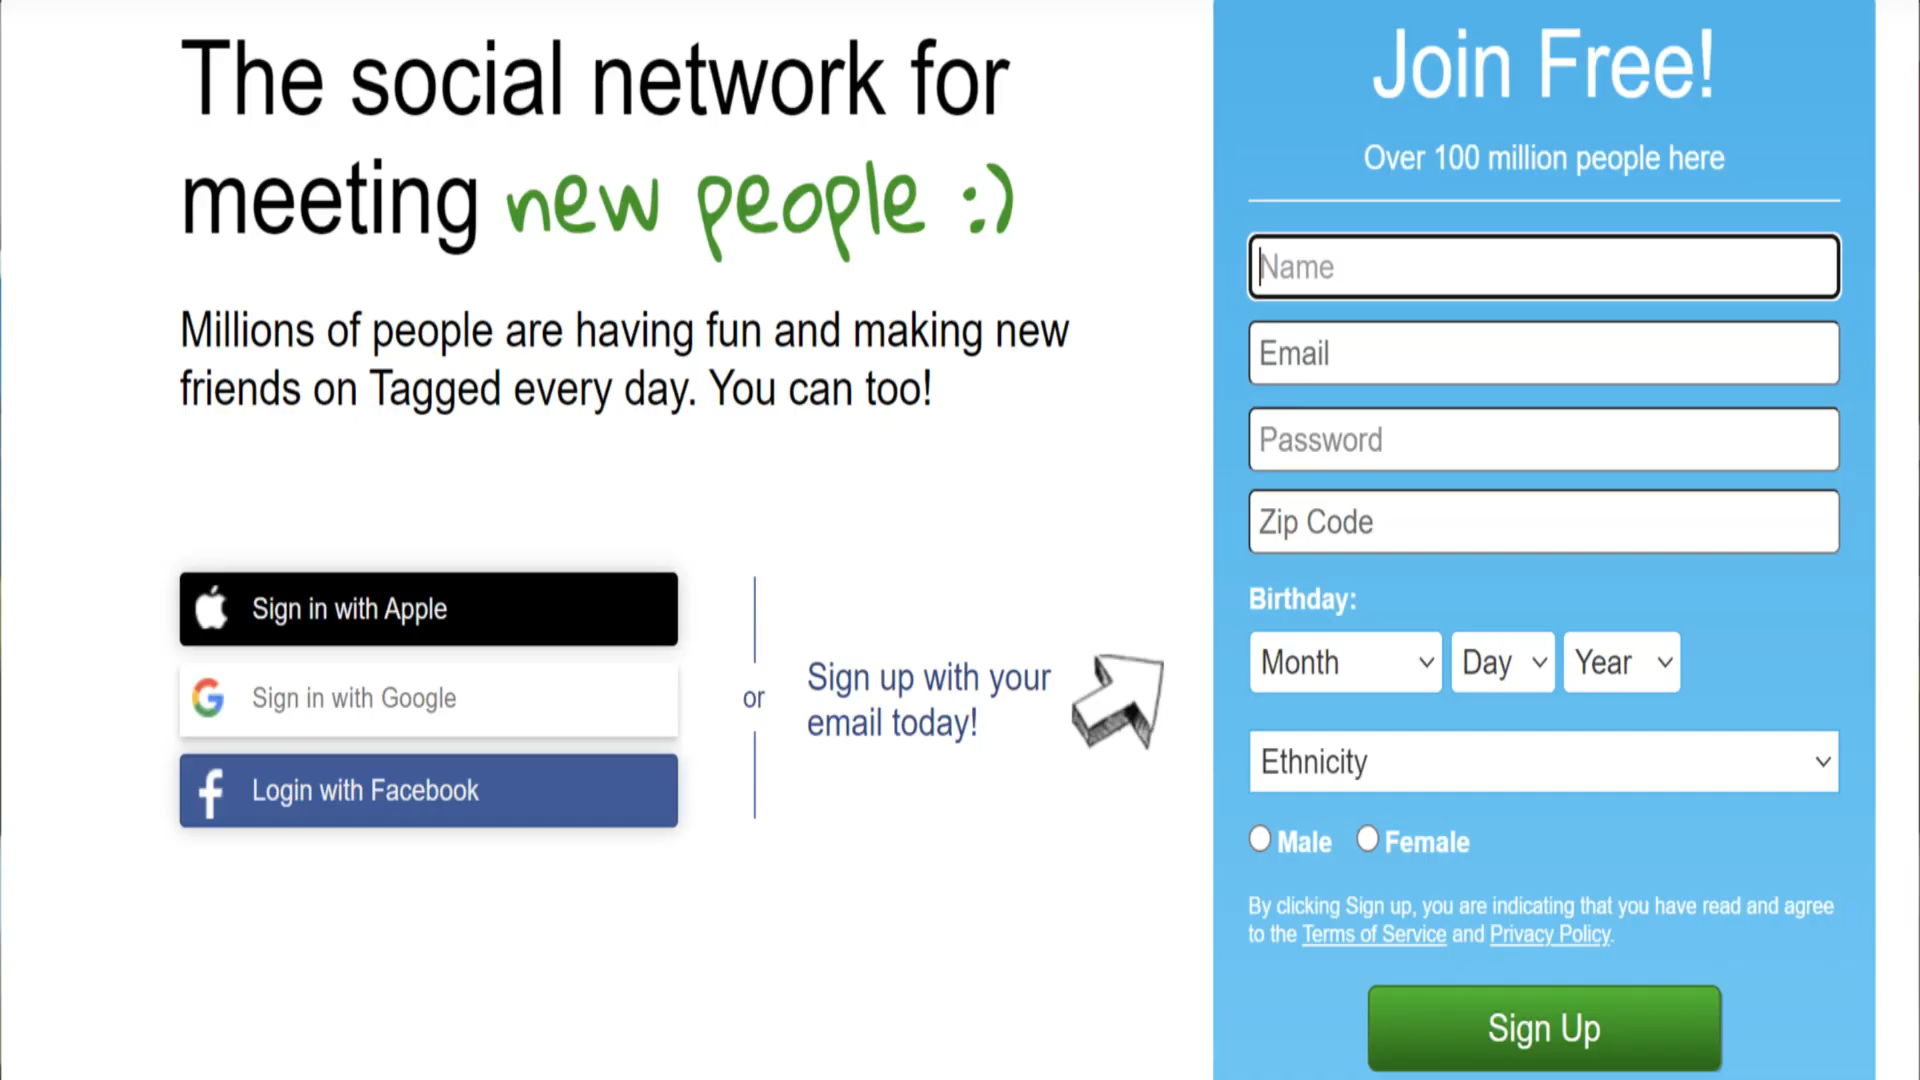 The social network for
meeting new people :)
Millions of people are having fun and making new
friends on Tagged every day. You can too!
Sign in with Apple
Sign in with Google
Login with Facebook
or
Sign up with your
email today!
Join Free!
Over 100 million people here
Name
Email
Password
Zip Code
Birthday:
Month Day Year
Ethnicity
Male Female
By clicking Sign up, you are indicating that you have read and agree
to the Terms of Service and Privacy Policy.
Sign Up